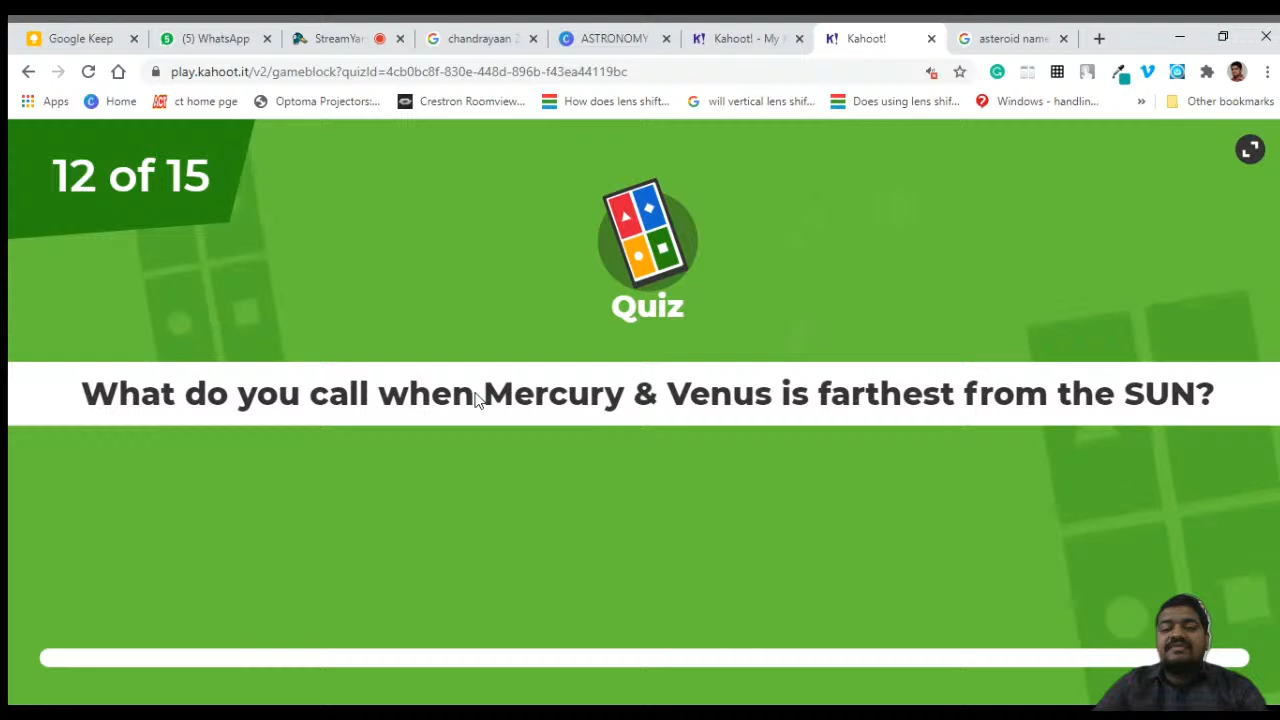 Google Keep
(5) WhatsApp
StreamYar
chandrayaan 2
ASTRONOMY
Kahoot! - My K
Kahoot!
asteroid name
play.kahoot.it/v2/gameblock?quizId=4cb0bc8f-830e-448d-896b-f43ea44119bc
Apps
Home
ct home pge
Optoma Projectors:...
Crestron Roomview...
How does lens shift...
will vertical lens shif...
Does using lens shif...
Windows - handlin...
Other bookmarks
12 of 15
Quiz
What do you call when Mercury & Venus is farthest from the SUN?